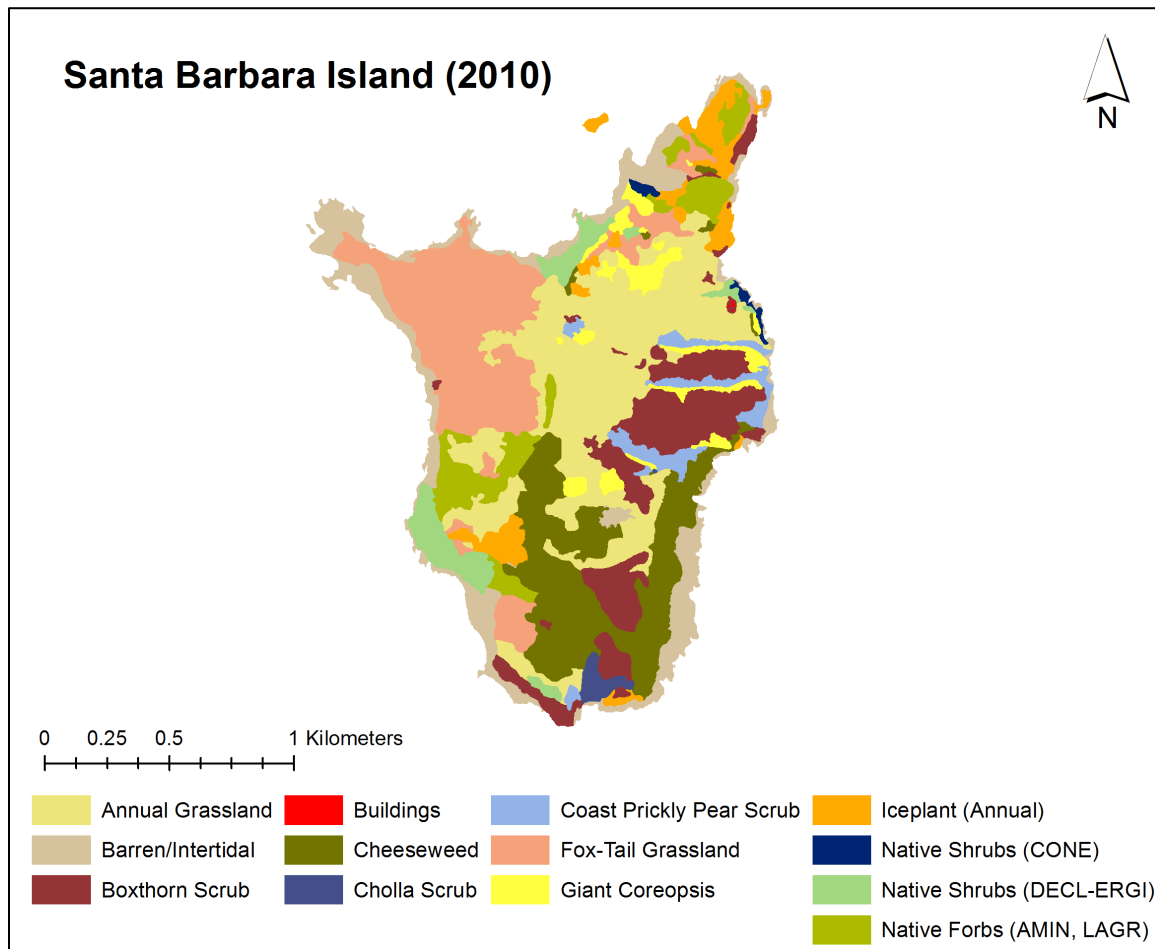 Santa Barbara Island (2010)
N
0 0.25 0.5 1 Kilometers
Annual Grassland
Barren/Intertidal
Boxthorn Scrub
Buildings
Cheeseweed
Cholla Scrub
Coast Prickly Pear Scrub
Fox-Tail Grassland
Giant Coreopsis
Iceplant (Annual)
Native Shrubs (CONE)
Native Shrubs (DECL-ERGI)
Native Forbs (AMIN, LAGR)